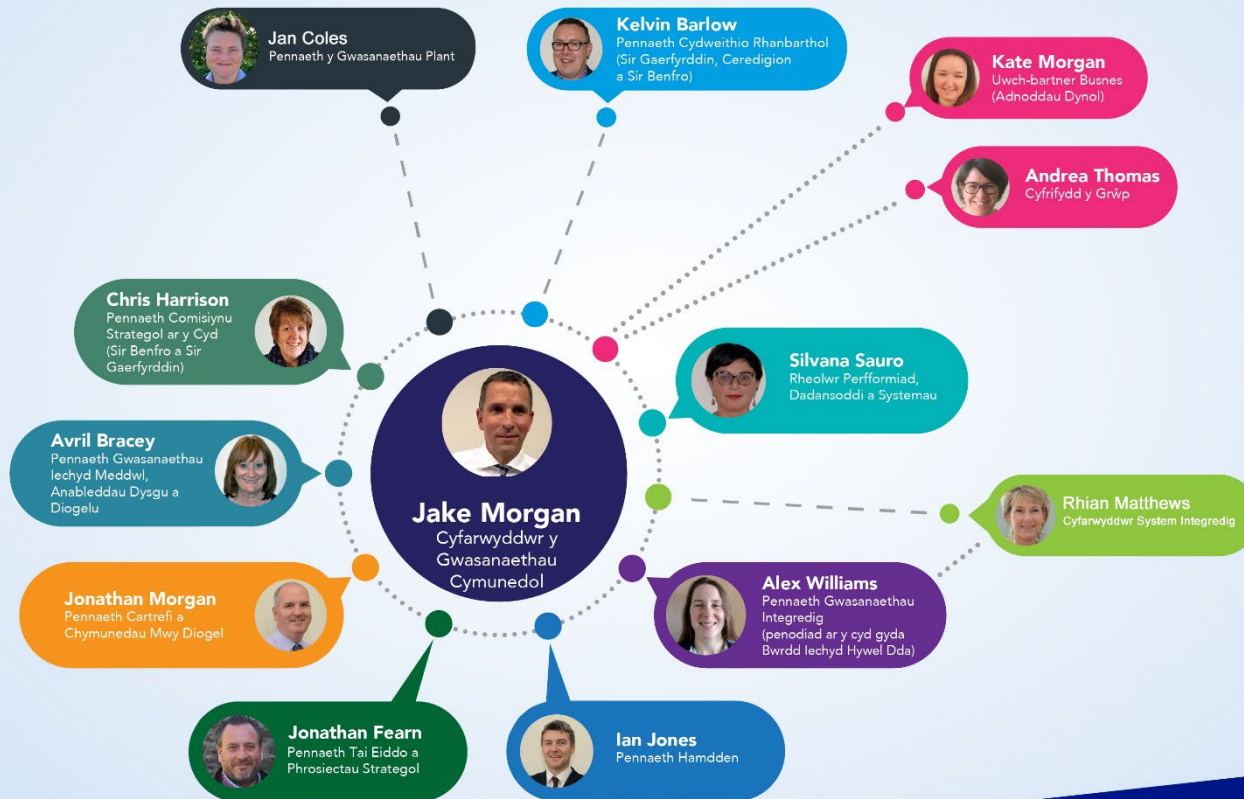 Jan Coles
Pennaeth y Gwasanaethau Plant
Kelvin Barlow
Pennaeth Cydweithio Rhanbarthol
(Sir Gaerfyrddin, Ceredigion
a Sir Benfro)
Kate Morgan
Uwch-bartner Busnes
(Adnoddau Dynol)
Andrea Thomas
Cyfrifydd y Grŵp
Chris Harrison
Pennaeth Comisiynu
Strategol ar y Cyd
(Sir Benfro a Sir
Gaerfyrddin)
Silvana Sauro
Rheolwr Perfformiad,
Dadansoddi a Systemau
Avril Bracey
Pennaeth Gwasanaethau
Iechyd Meddwl,
Anableddau Dysgu a
Diogelu
Jake Morgan
Cyfarwyddwr y
Gwasanaethau
Cymunedol
Rhian Matthews
Cyfarwyddwr System Integredig
Jonathan Morgan
Pennaeth Cartrefi a
Chymunedau Mwy Diogel
Alex Williams
Pennaeth Gwasanaethau
Integredig
(penodiad ar y cyd gyda
Bwrdd Iechyd Hywel Dda)
Jonathan Fearn
Pennaeth Tai Eiddo a
Phrosiectau Strategol
Ian Jones
Pennaeth Hamdden